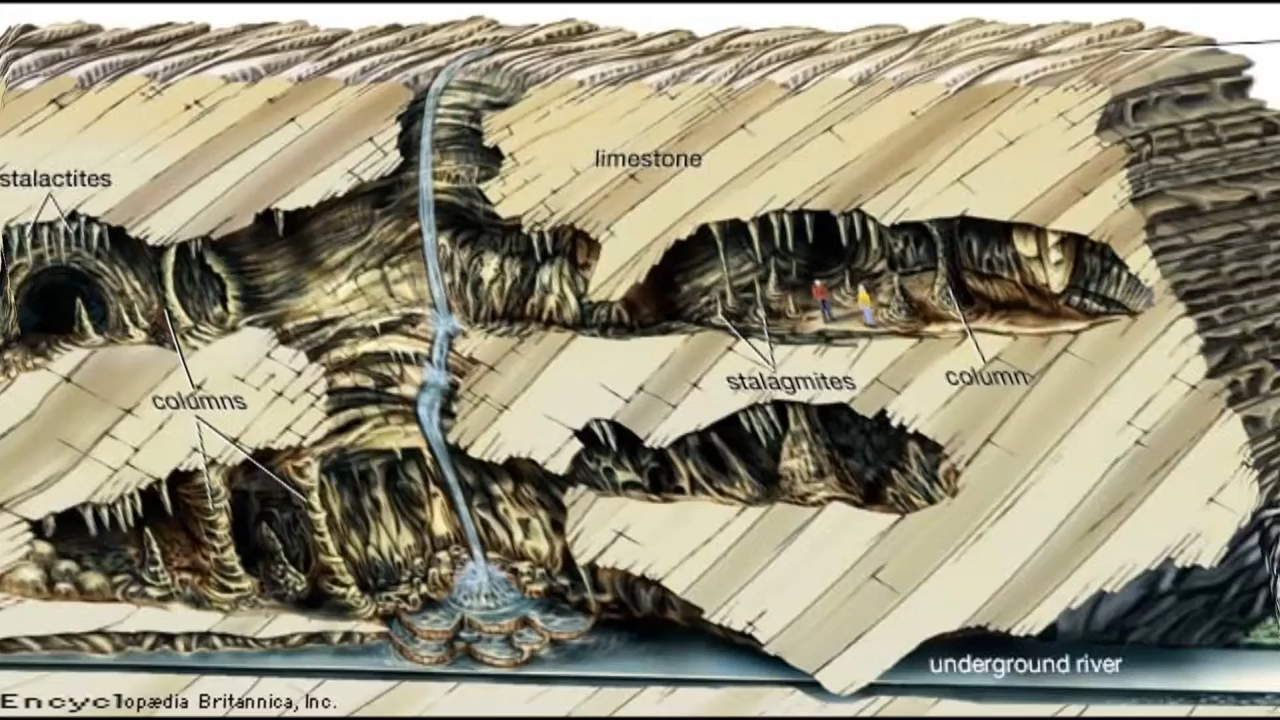 limestone
stalactites
stalagmites
column
columns
underground river
Encyclopædia Britannica, Inc.